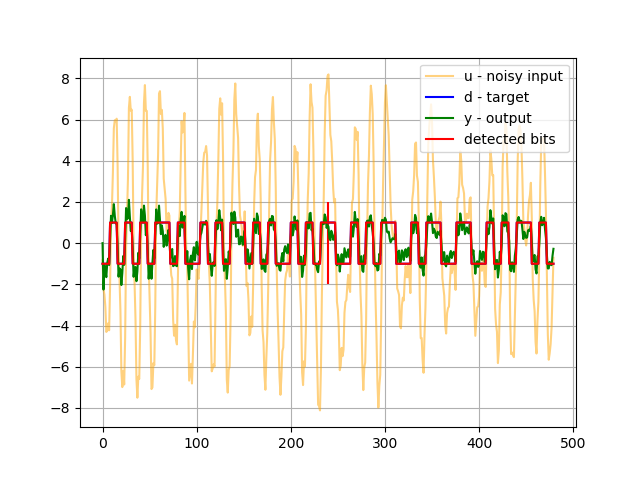 u - noisy input
d - target
y - output
detected bits
8
6
4
2
0
−2
−4
−6
−8
0 100 200 300 400 500